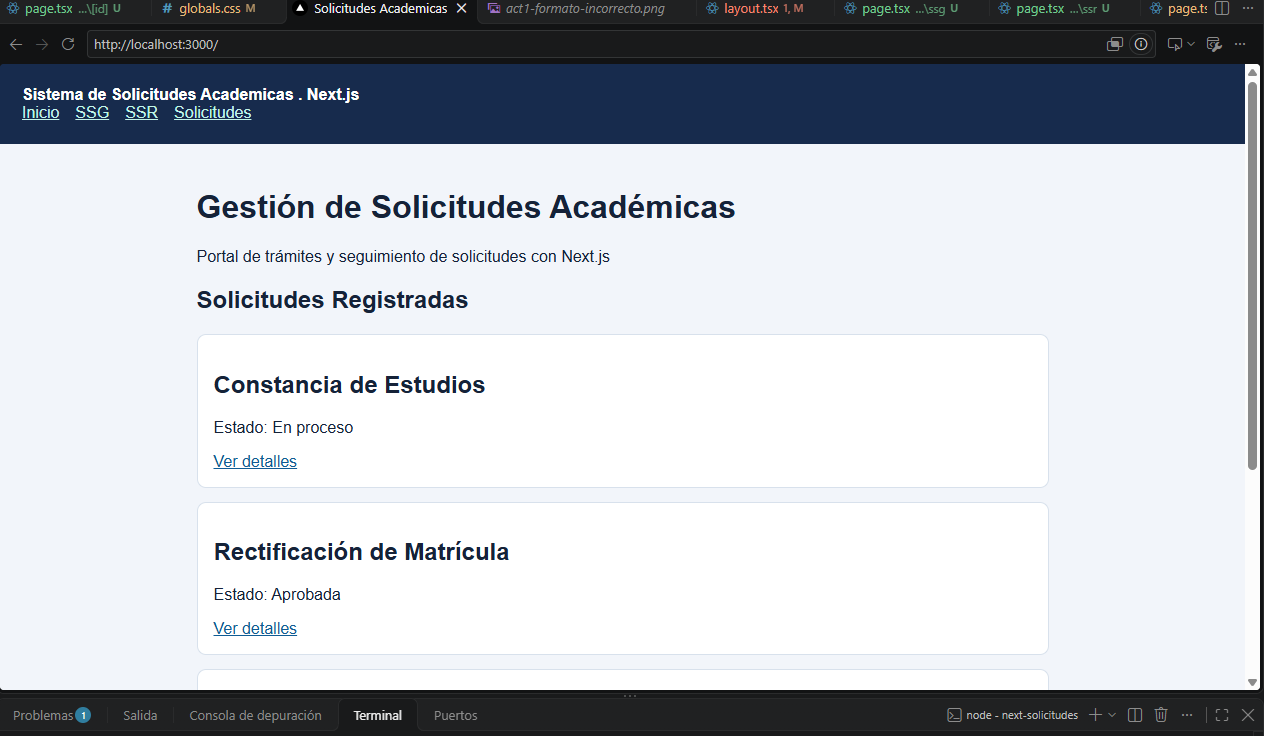 page.tsx ...\[id] U
# globals.css M
Solicitudes Academicas
act1-formato-incorrecto.png
layout.tsx 1, M
page.tsx ...\ssg U
page.tsx ...\ssr U
page.ts
http://localhost:3000/
Sistema de Solicitudes Academicas . Next.js
Inicio SSG SSR Solicitudes
Gestión de Solicitudes Académicas
Portal de trámites y seguimiento de solicitudes con Next.js
Solicitudes Registradas
Constancia de Estudios
Estado: En proceso
Ver detalles
Rectificación de Matrícula
Estado: Aprobada
Ver detalles
Problemas 1 Salida Consola de depuración Terminal Puertos
node - next-solicitudes